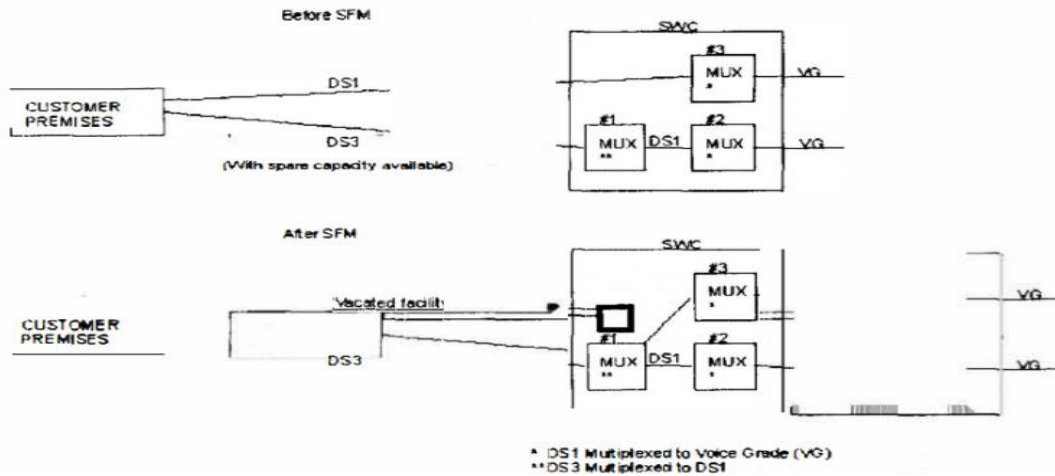 Before SFM
SWC
#3
DS1
MUX
*
VG
CUSTOMER
PREMISES
#1
#2
DS3
MUX
**
DS1
MUX
*
VG
(With spare capacity available)
After SFM
SWC
#3
Vacated facility
MUX
*
VG
CUSTOMER
PREMISES
#1
#2
DS3
MUX
**
DS1
MUX
*
VG
* DS1 Multiplexed to Voice Grade (VG)
** DS3 Multiplexed to DS1